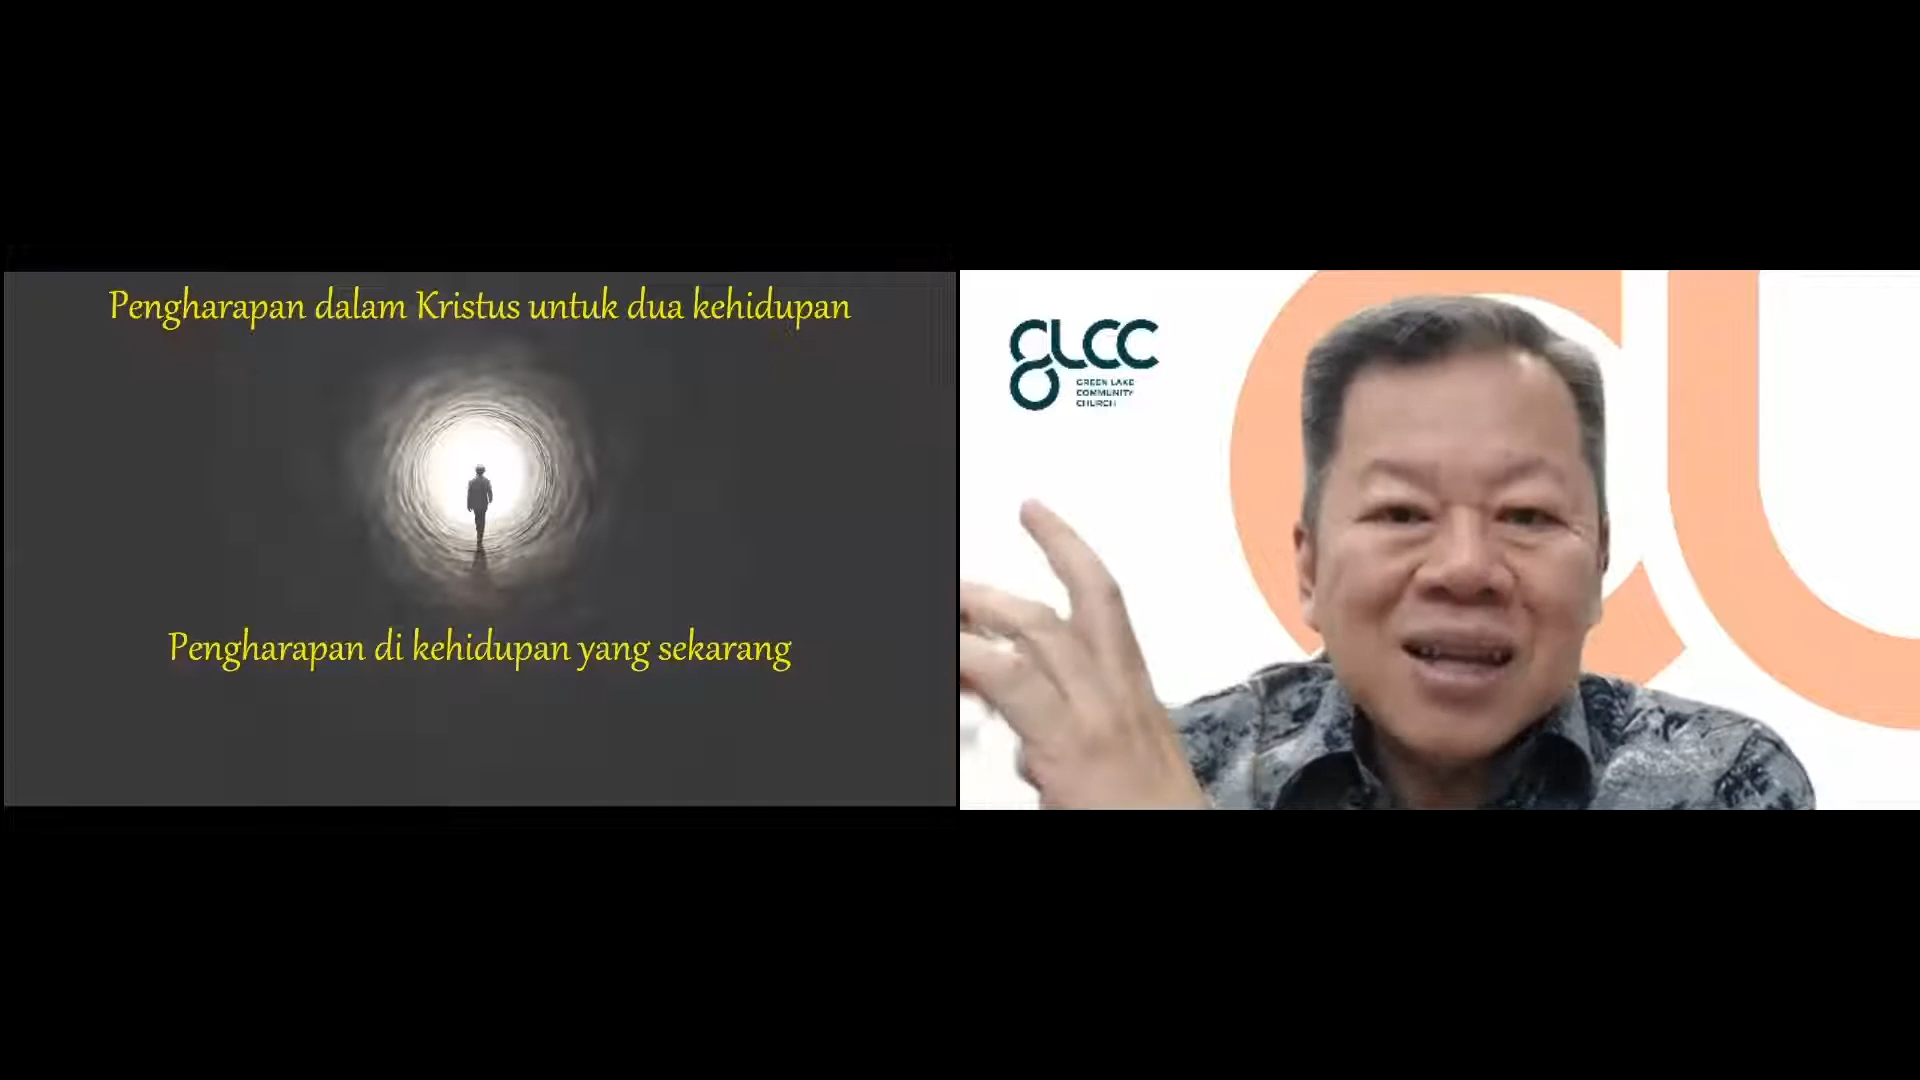 Pengharapan dalam Kristus untuk dua kehidupan
Pengharapan di kehidupan yang sekarang
GLCC
GREEN LAKE
COMMUNITY
CHURCH